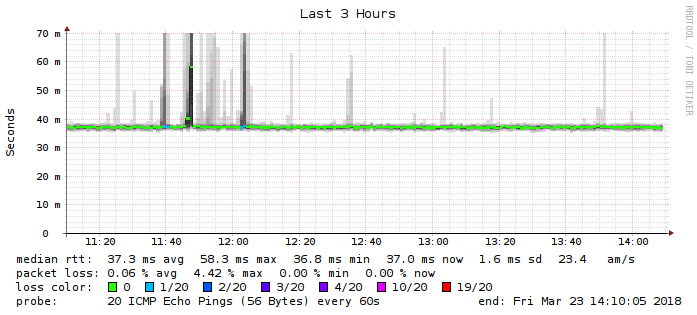 Last 3 Hours
RRDTOOL / TOBI OETIKER
Seconds
70 m
60 m
50 m
40 m
30 m
20 m
10 m
0
11:20 11:40 12:00 12:20 12:40 13:00 13:20 13:40 14:00
median rtt: 37.3 ms avg 58.3 ms max 36.8 ms min 37.0 ms now 1.6 ms sd 23.4 am/s
packet loss: 0.06 % avg 4.42 % max 0.00 % min 0.00 % now
loss color: 0 1/20 2/20 3/20 4/20 10/20 19/20
probe: 20 ICMP Echo Pings (56 Bytes) every 60s end: Fri Mar 23 14:10:05 2018